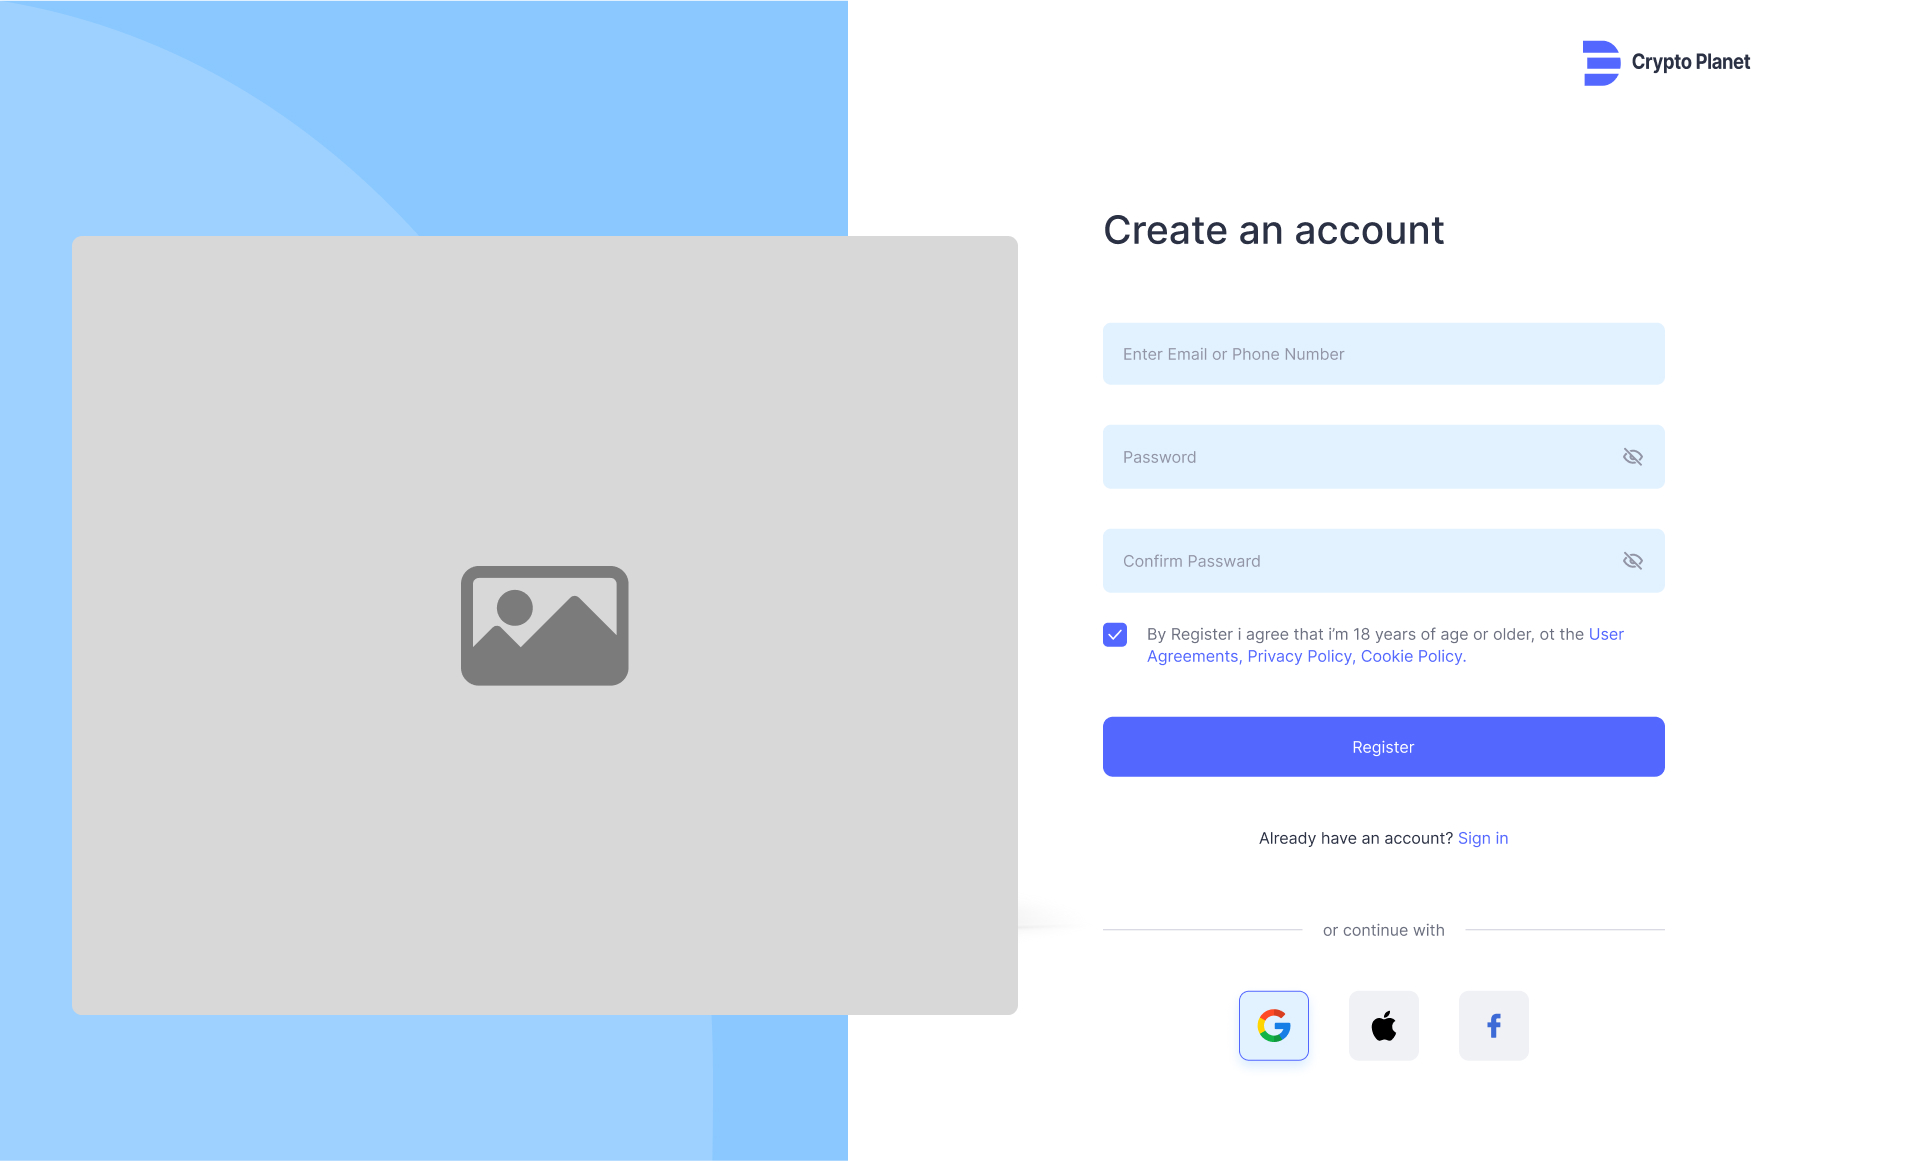 Crypto Planet
Create an account
Enter Email or Phone Number
Password
Confirm Passward
By Register i agree that i’m 18 years of age or older, ot the User
Agreements, Privacy Policy, Cookie Policy.
Register
Already have an account? Sign in
or continue with